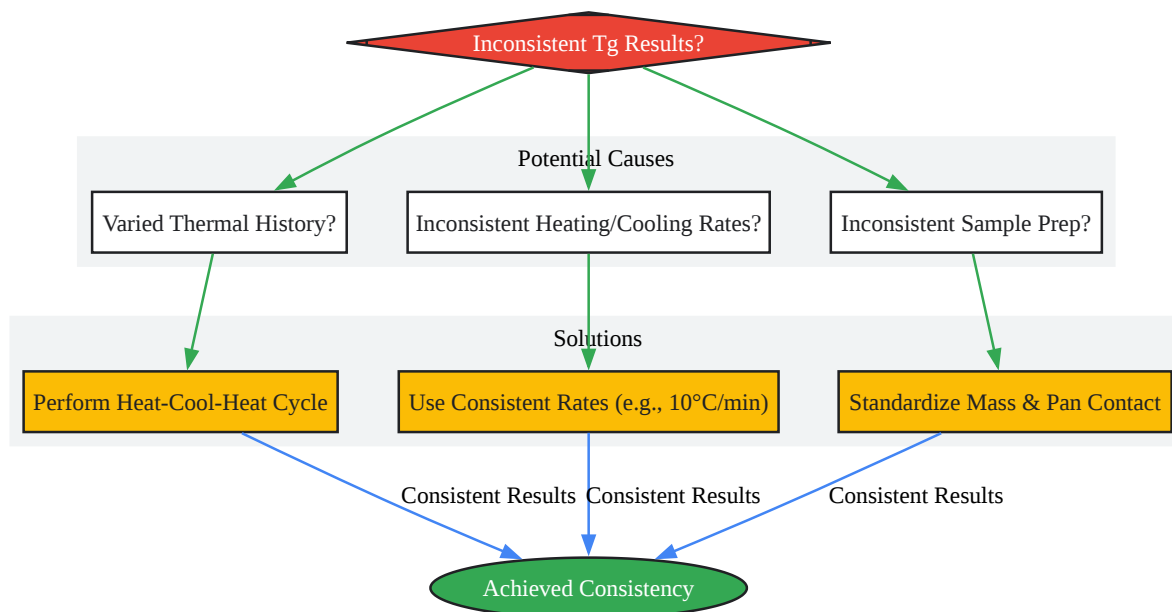 Inconsistent Tg Results?
Potential Causes
Varied Thermal History?
Inconsistent Heating/Cooling Rates?
Inconsistent Sample Prep?
Solutions
Perform Heat-Cool-Heat Cycle
Use Consistent Rates (e.g., 10°C/min)
Standardize Mass & Pan Contact
Consistent Results
Consistent Results
Consistent Results
Achieved Consistency